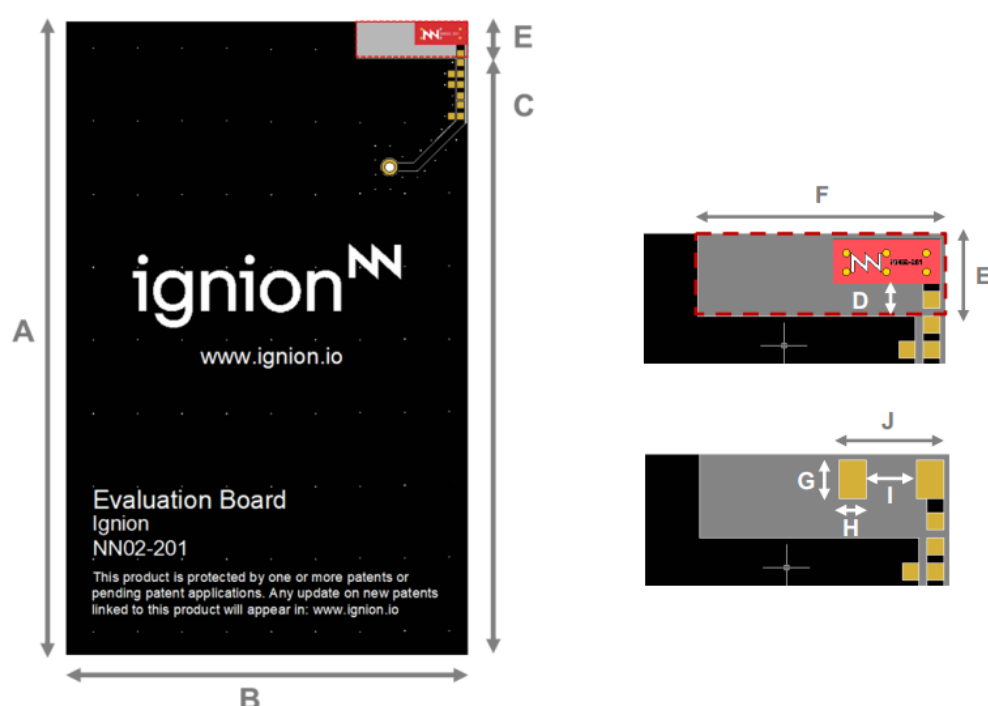 E
C
A
ignion
www.ignion.io
Evaluation Board
Ignion
NN02-201
This product is protected by one or more patents or
pending patent applications. Any update on new patents
linked to this product will appear in: www.ignion.io
B
F
E
D
J
G
I
H